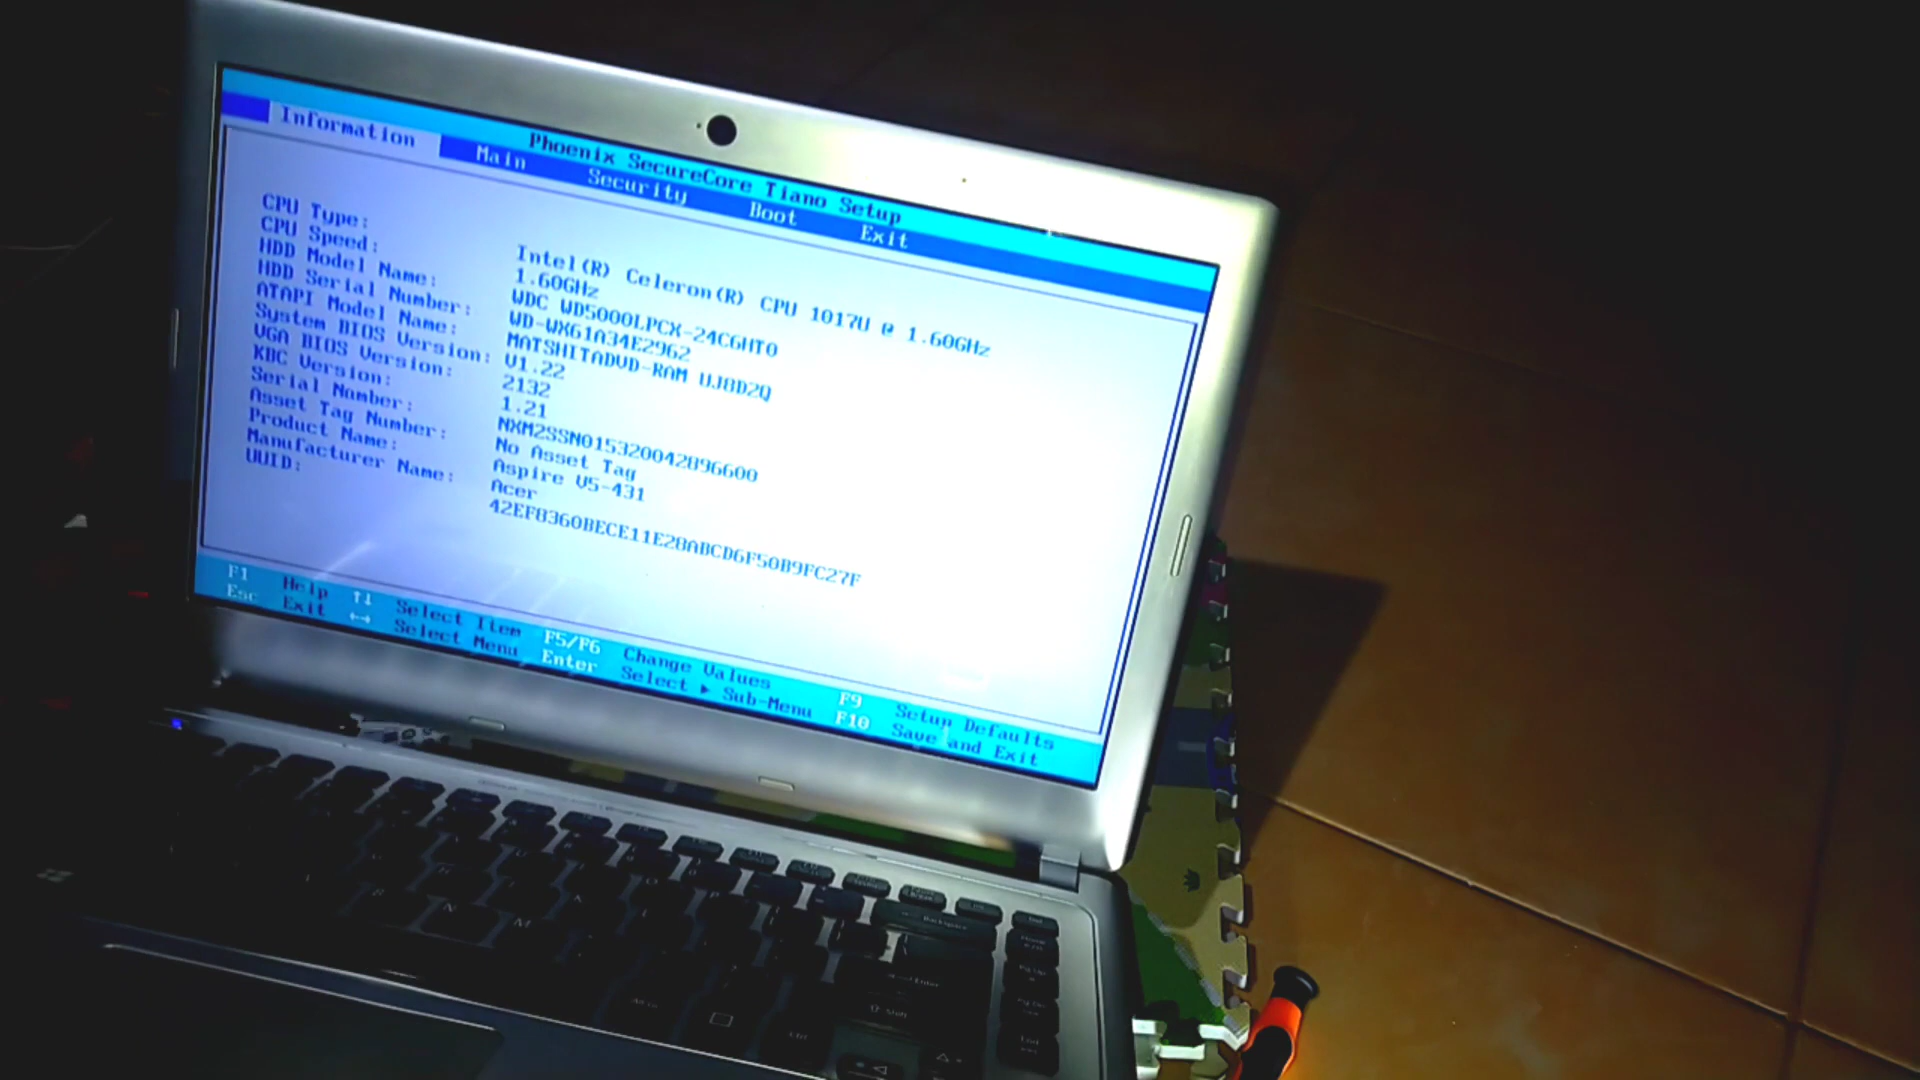 Phoenix SecureCore Tiano Setup
Information Main Security Boot Exit
CPU Type: Intel(R) Celeron(R) CPU 1017U @ 1.60GHz
CPU Speed: 1.60GHz
HDD Model Name: WDC WD5000LPCX-24C6HT0
HDD Serial Number: WD-WX61A34E2962
ATAPI Model Name: MATSHITADVD-RAM UJ8D2Q
System BIOS Version: V1.22
VGA BIOS Version: 2132
KBC Version: 1.21
Serial Number: NXM2SSN015320042896600
Asset Tag Number: No Asset Tag
Product Name: Aspire V5-431
Manufacturer Name: Acer
UUID: 42EF8360BECE11E28ABCD6F50B9FC27F
F1 Help ↑↓ Select Item F5/F6 Change Values F9 Setup Defaults
Esc Exit ←→ Select Menu Enter Select ▶ Sub-Menu F10 Save and Exit
Backspace
Enter
Shift